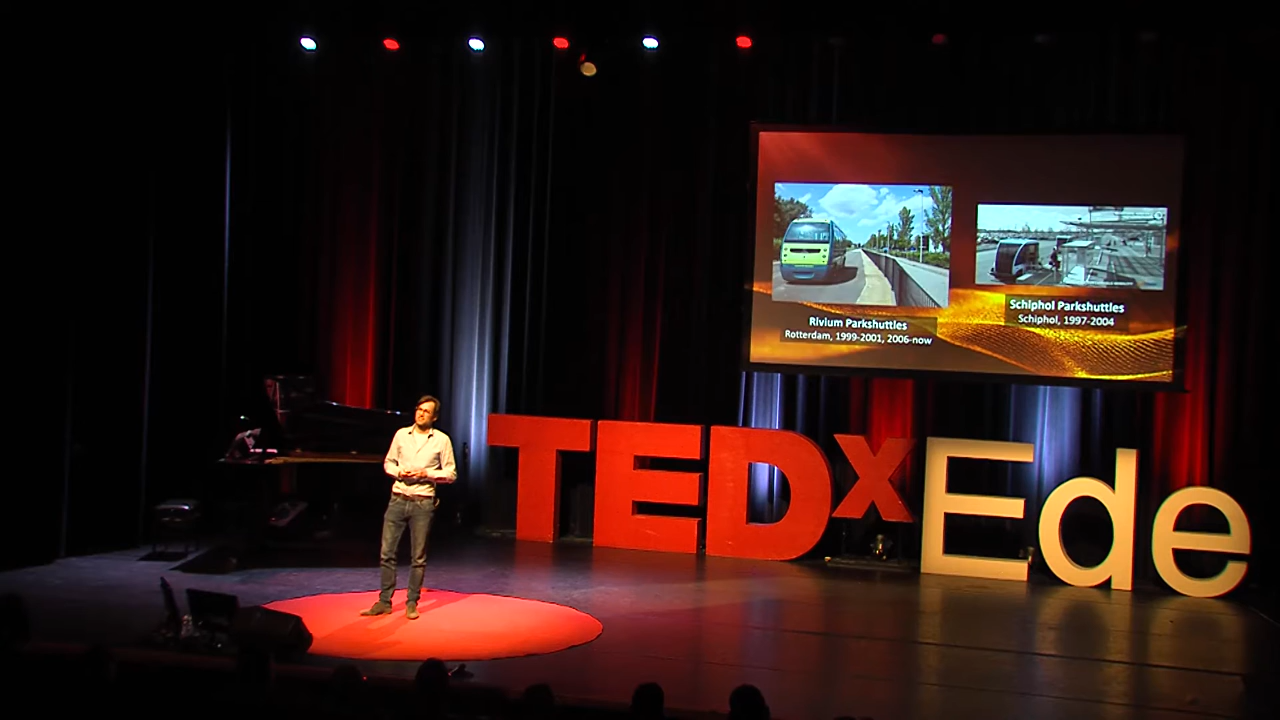 Rivium Parkshuttles
Rotterdam, 1999-2001, 2006-now
Schiphol Parkshuttles
Schiphol, 1997-2004
TEDxEde